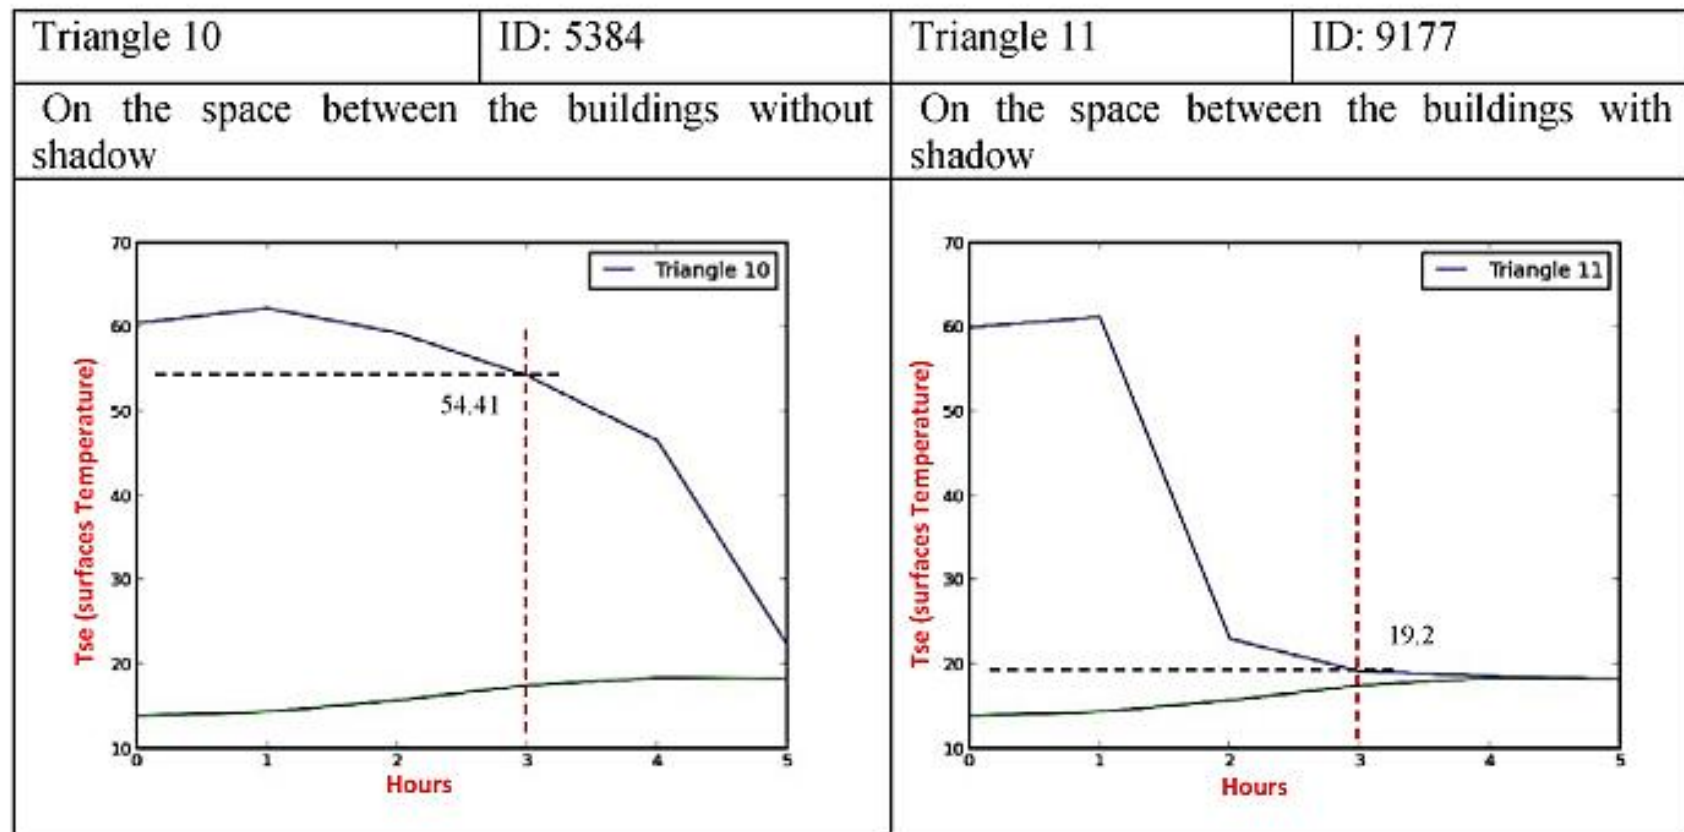 Triangle 10
ID: 5384
Triangle 11
ID: 9177
On the space between the buildings without
shadow
On the space between the buildings with
shadow
Triangle 10
70
60
50
40
30
20
10
54.41
0 1 2 3 4 5
Tse (surfaces Temperature)
Hours
Triangle 11
70
60
50
40
30
20
10
19.2
0 1 2 3 4 5
Tse (surfaces Temperature)
Hours